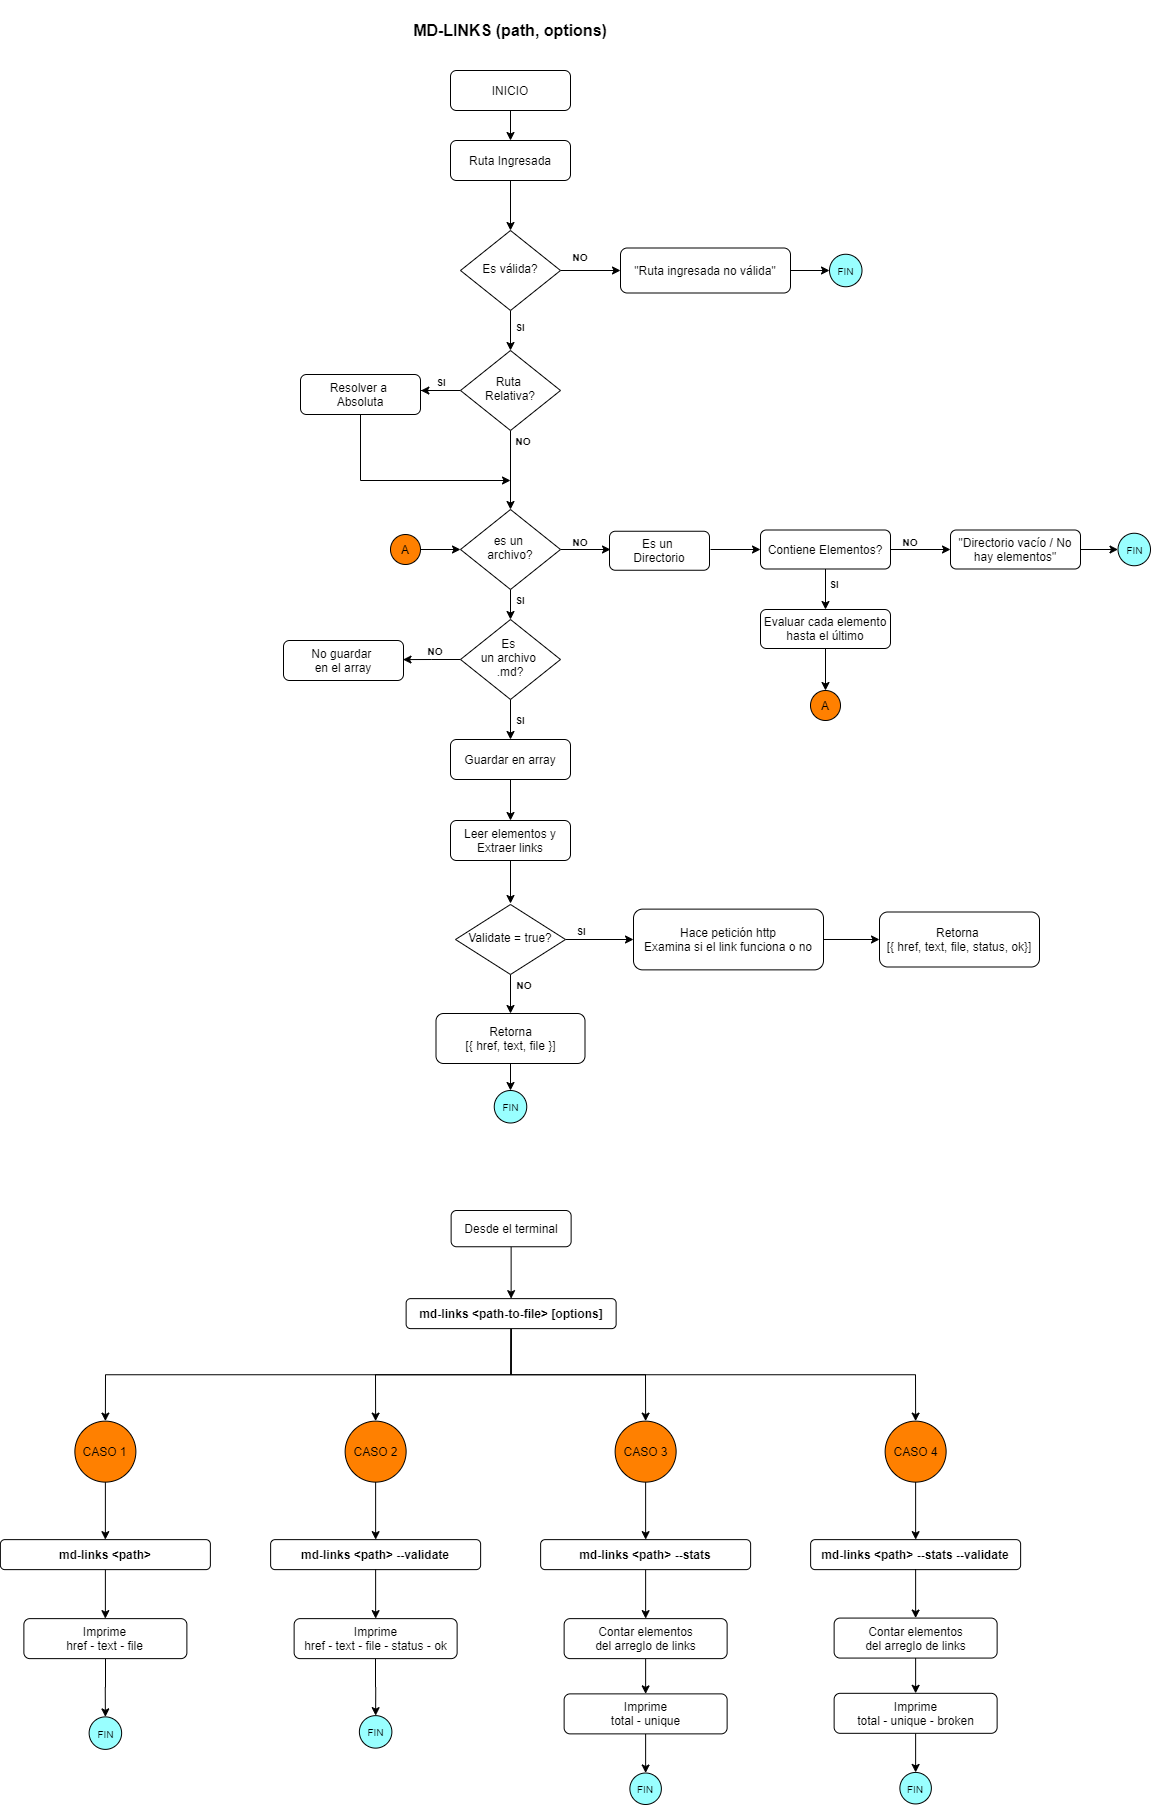 MD-LINKS (path, options)
INICIO
Ruta Ingresada
Es válida?
NO
"Ruta ingresada no válida"
FIN
SI
Ruta
Relativa?
SI
Resolver a
Absoluta
NO
A
es un
archivo?
NO
Es un
Directorio
Contiene Elementos?
NO
"Directorio vacío / No
hay elementos"
FIN
SI
Evaluar cada elemento
hasta el último
A
SI
Es
un archivo
.md?
NO
No guardar
en el array
SI
Guardar en array
Leer elementos y
Extraer links
Validate = true?
SI
Hace petición http
Examina si el link funciona o no
Retorna
[{ href, text, file, status, ok}]
NO
Retorna
[{ href, text, file }]
FIN
Desde el terminal
md-links <path-to-file> [options]
CASO 1
CASO 2
CASO 3
CASO 4
md-links <path>
md-links <path> --validate
md-links <path> --stats
md-links <path> --stats --validate
Imprime
href - text - file
Imprime
href - text - file - status - ok
Contar elementos
del arreglo de links
Contar elementos
del arreglo de links
Imprime
total - unique
Imprime
total - unique - broken
FIN
FIN
FIN
FIN